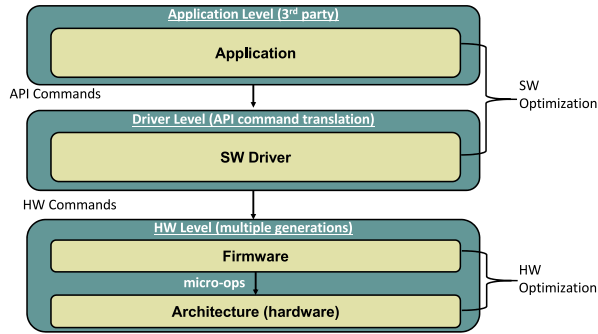 Application Level (3rd party)
Application
API Commands
SW
Optimization
Driver Level (API command translation)
SW Driver
HW Commands
HW Level (multiple generations)
Firmware
micro-ops
HW
Optimization
Architecture (hardware)